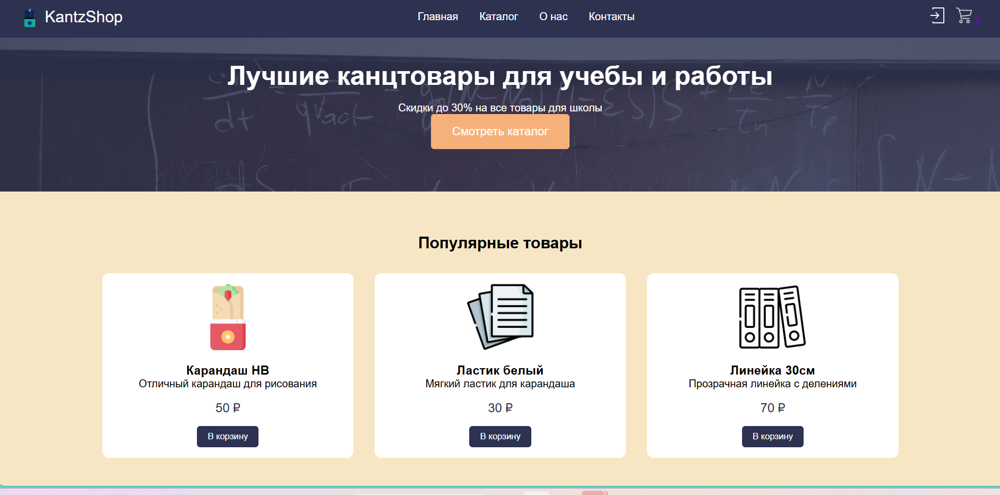 KantzShop
Главная Каталог О нас Контакты
0
Лучшие канцтовары для учебы и работы
Скидки до 30% на все товары для школы
Смотреть каталог
Популярные товары
Карандаш HB
Отличный карандаш для рисования
50 ₽
В корзину
Ластик белый
Мягкий ластик для карандаша
30 ₽
В корзину
Линейка 30см
Прозрачная линейка с делениями
70 ₽
В корзину